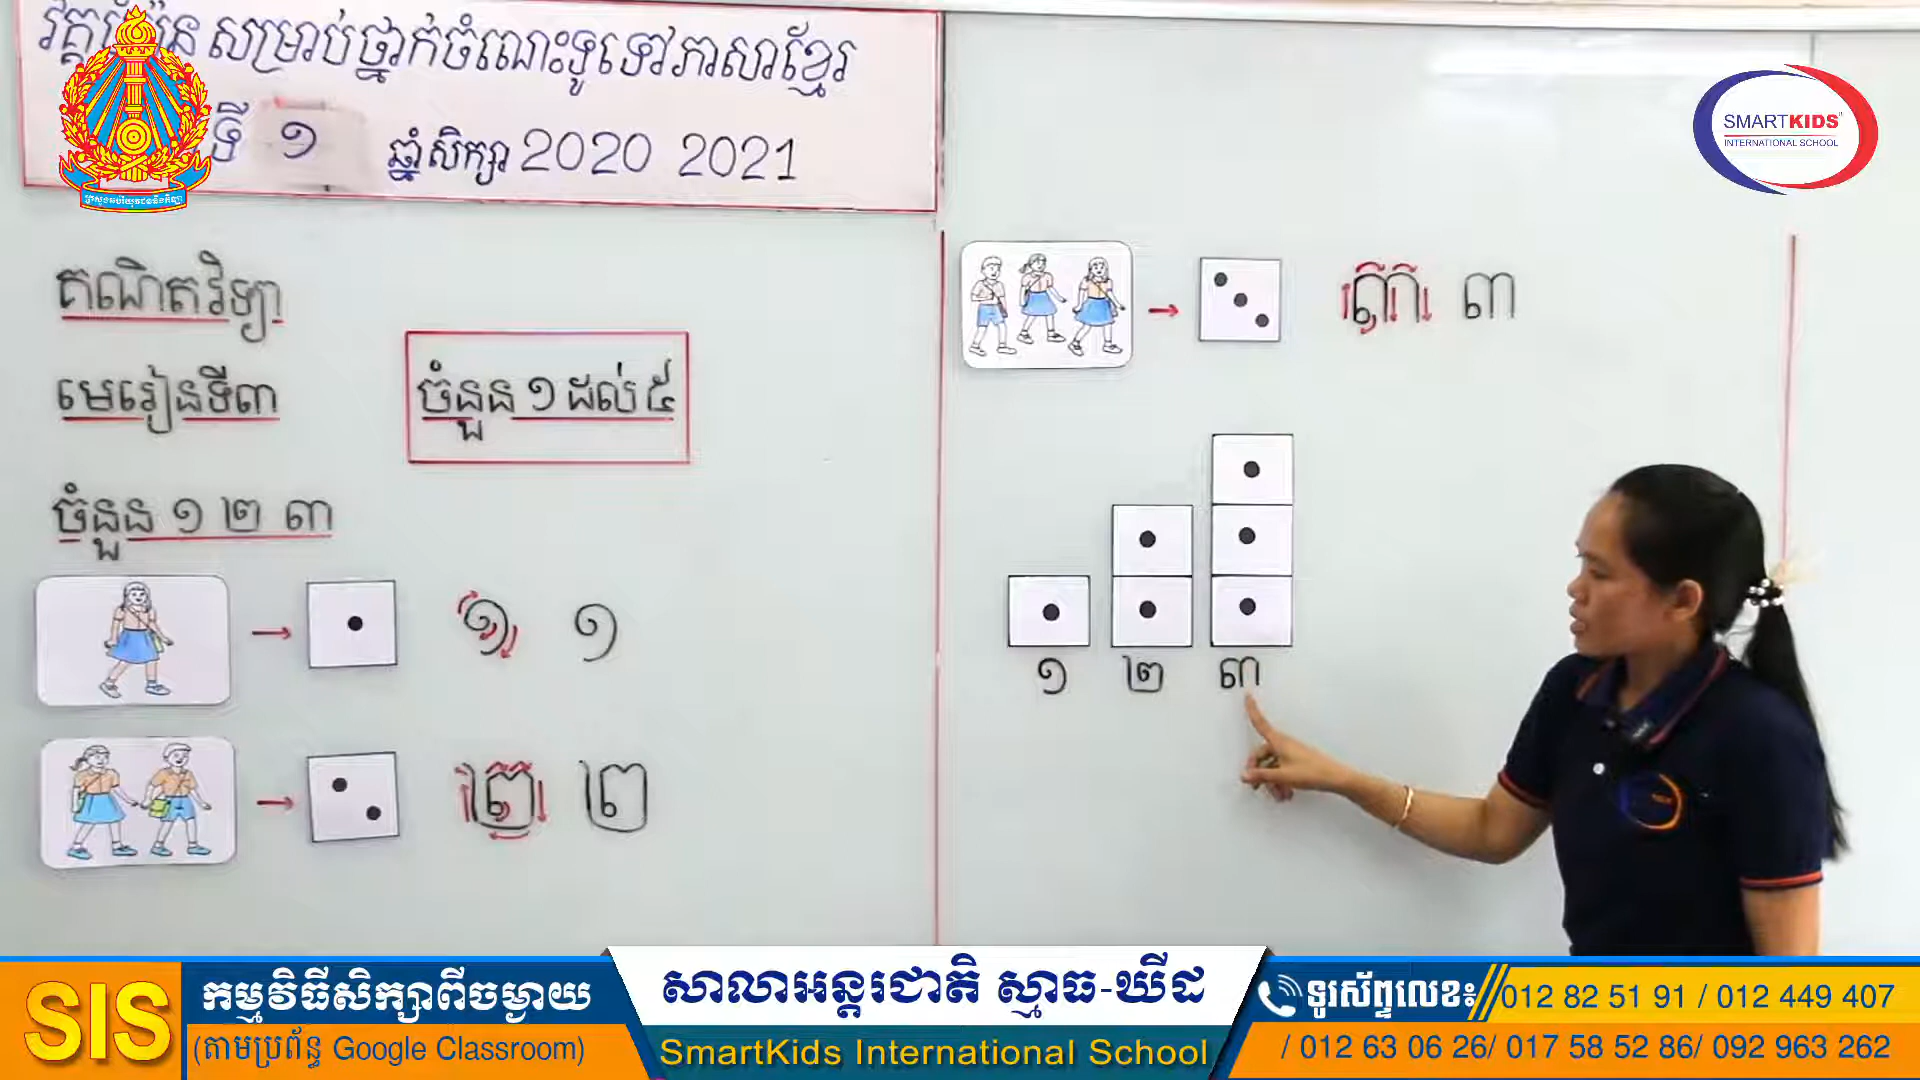 សម្រាប់ថ្នាក់ចំណេះទូទៅភាសាខ្មែរ
ទី ១ ឆ្នាំសិក្សា 2020 2021
SMARTKIDS
INTERNATIONAL SCHOOL
គណិតវិទ្យា
មេរៀនទី៣
ចំនួន ១ ដល់ ៥
ចំនួន ១ ២ ៣
១ ១
២ ២
៣ ៣
១ ២ ៣
SIS
កម្មវិធីសិក្សាពីចម្ងាយ
(តាមប្រព័ន្ធ Google Classroom)
សាលាអន្តរជាតិ ស្មាធ-ឃីដ
SmartKids International School
ទូរស័ព្ទលេខ៖ 012 82 51 91 / 012 449 407
/ 012 63 06 26/ 017 58 52 86/ 092 963 262